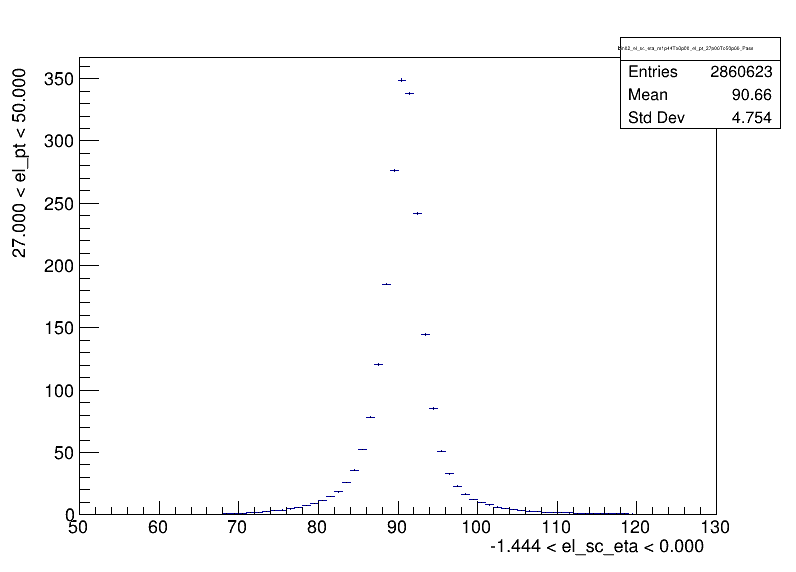 Entries 2860623
Mean 90.66
Std Dev 4.754
27.000 < el_pt < 50.000
350
300
250
200
150
100
50
0
50 60 70 80 90 100 110 120 130
-1.444 < el_sc_eta < 0.000